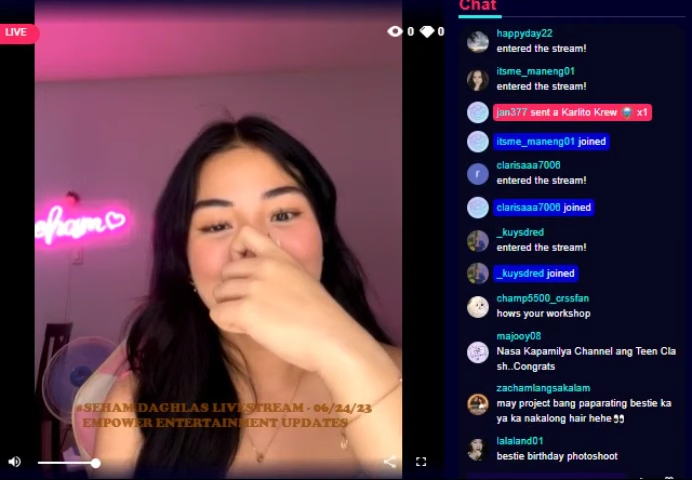 Chat
LIVE
0
0
happyday22
entered the stream!
itsme_maneng01
entered the stream!
jan377 sent a Karlito Krew x1
itsme_maneng01 joined
clarisaaa7006
entered the stream!
clarisaaa7006 joined
_kuysdred
entered the stream!
_kuysdred joined
champ5500_crssfan
hows your workshop
majooy08
Nasa Kapamilya Channel ang Teen Cla
sh..Congrats
zachamlangsakalam
may project bang paparating bestie ka
ya ka nakalong hair hehe👀
lalaland01
bestie birthday photoshoot
seham
#SEHAM DAGHLAS LIVESTREAM - 06/24/23
EMPOWER ENTERTAINMENT UPDATES